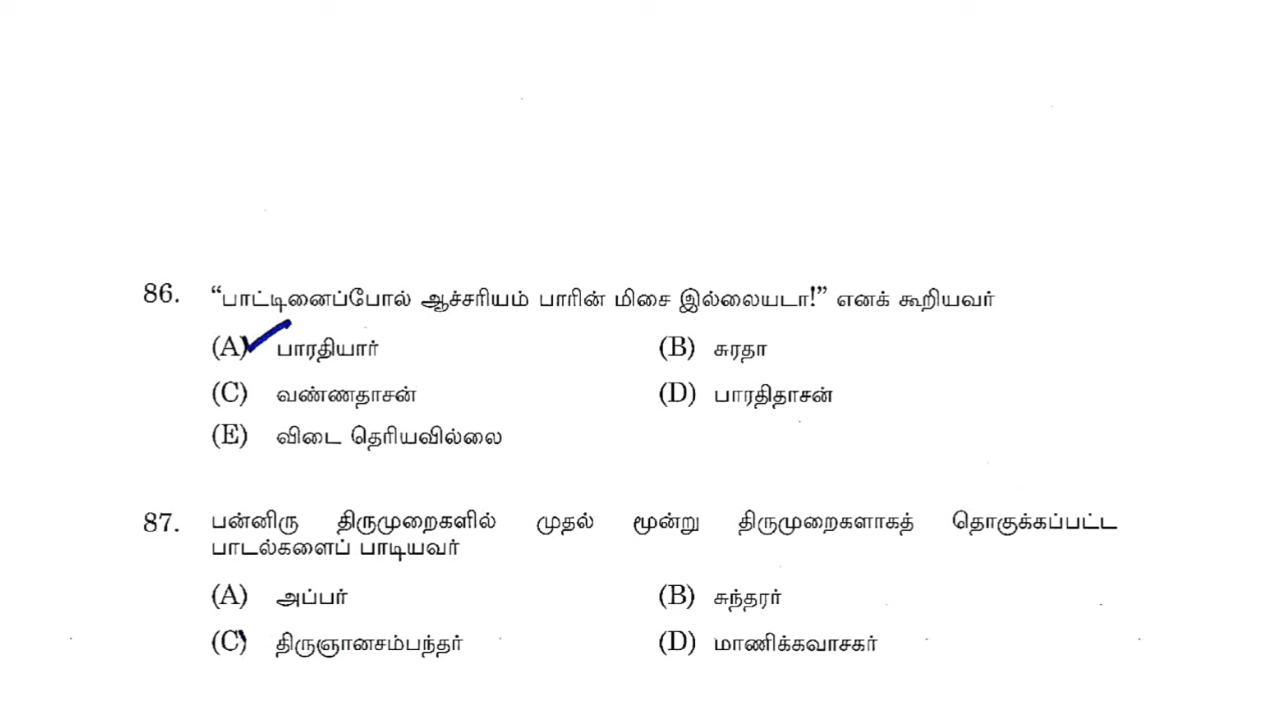 86. “பாட்டினைப்போல் ஆச்சரியம் பாரின் மிசை இல்லையடா!” எனக் கூறியவர்
(A) பாரதியார் (B) சுரதா
(C) வண்ணதாசன் (D) பாரதிதாசன்
(E) விடை தெரியவில்லை
87. பன்னிரு திருமுறைகளில் முதல் மூன்று திருமுறைகளாகத் தொகுக்கப்பட்ட
பாடல்களைப் பாடியவர்
(A) அப்பர் (B) சுந்தரர்
(C) திருஞானசம்பந்தர் (D) மாணிக்கவாசகர்